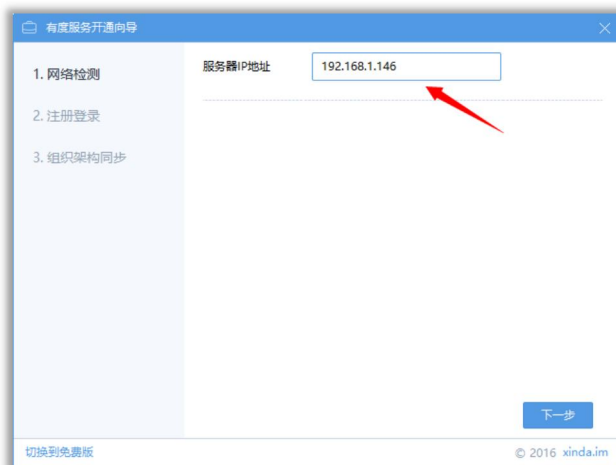 有度服务开通向导
1. 网络检测
服务器IP地址
192.168.1.146
2. 注册登录
3. 组织架构同步
下一步
切换到免费版
© 2016 xinda.im